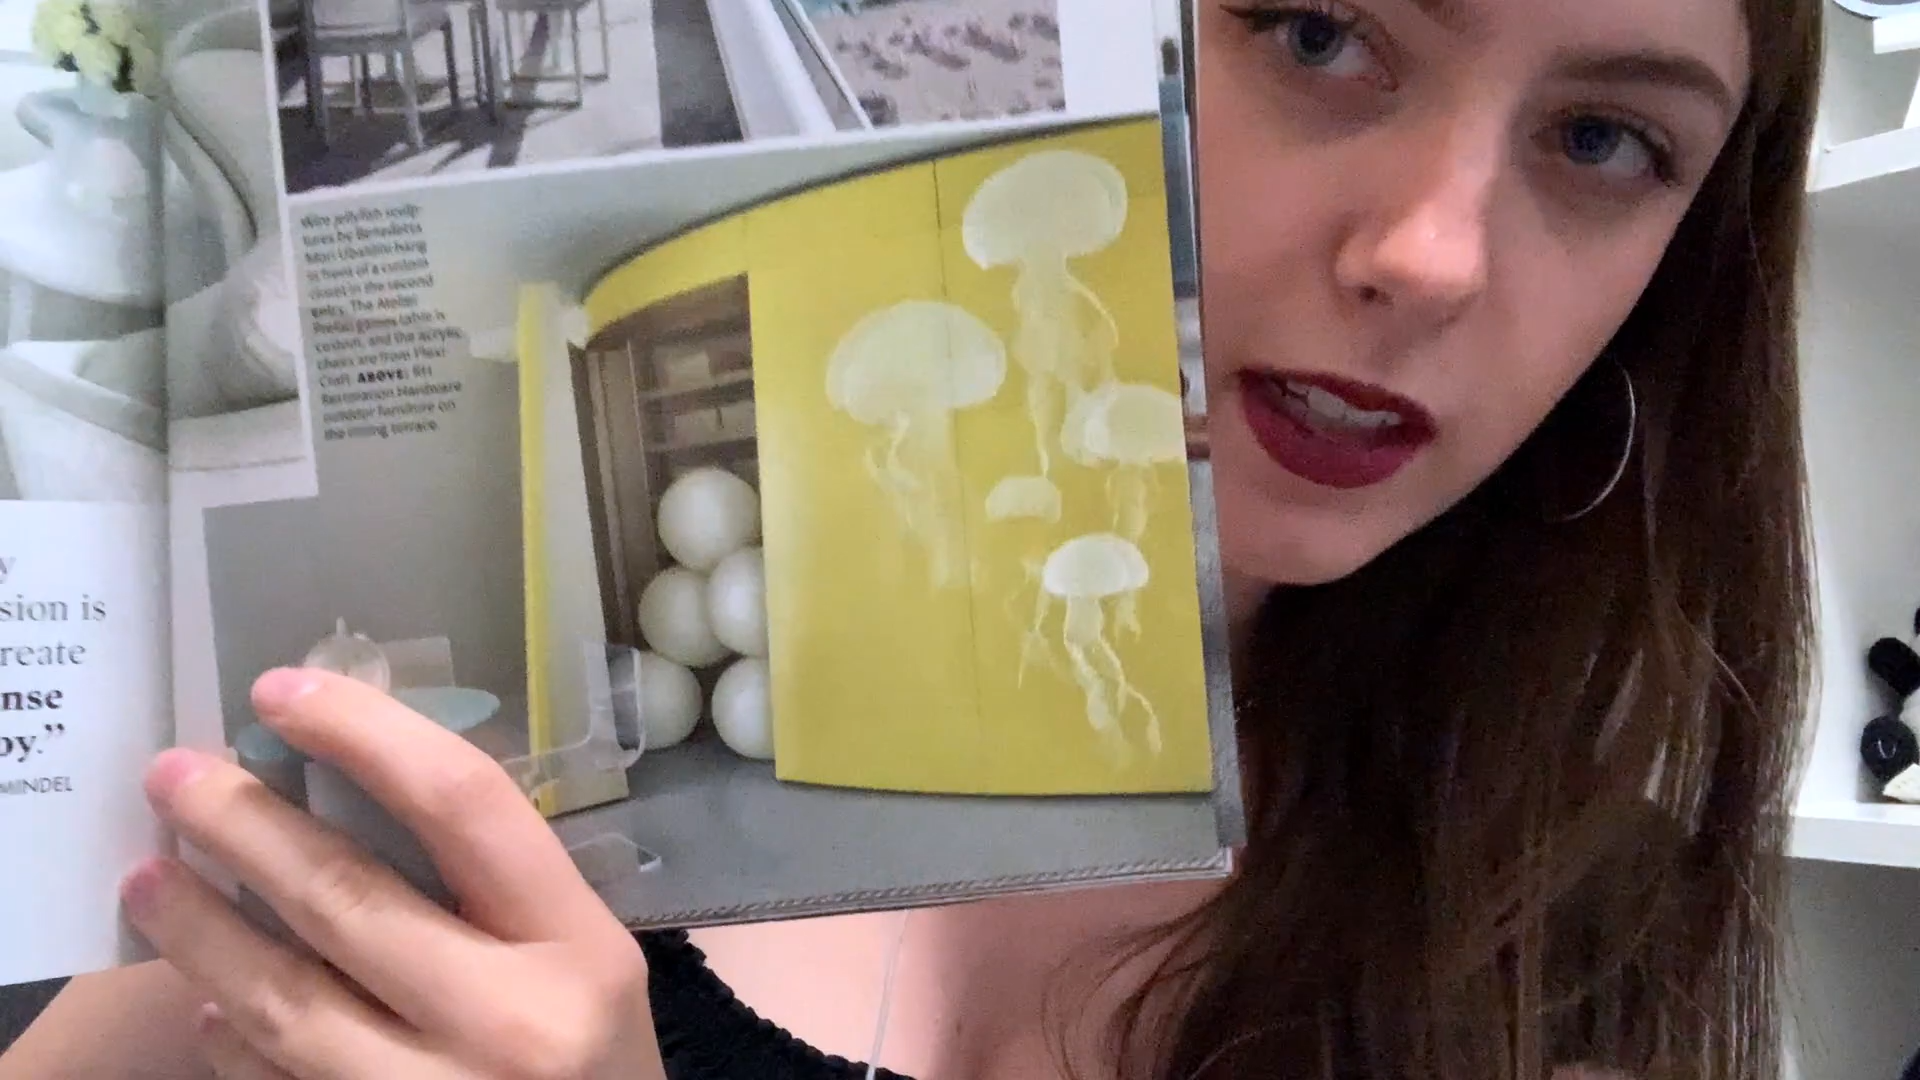 Wire jellyfish sculp-
tures by Benedetta
Mori Ubaldini hang
in front of a custom
closet in the second
entry. The Atelier
Prelati games table is
custom, and the acrylic
chairs are from Plexi-
Craft. ABOVE: RH
Restoration Hardware
outdoor furniture on
the dining terrace.
y
sion is
reate
nse
oy.”
MINDEL